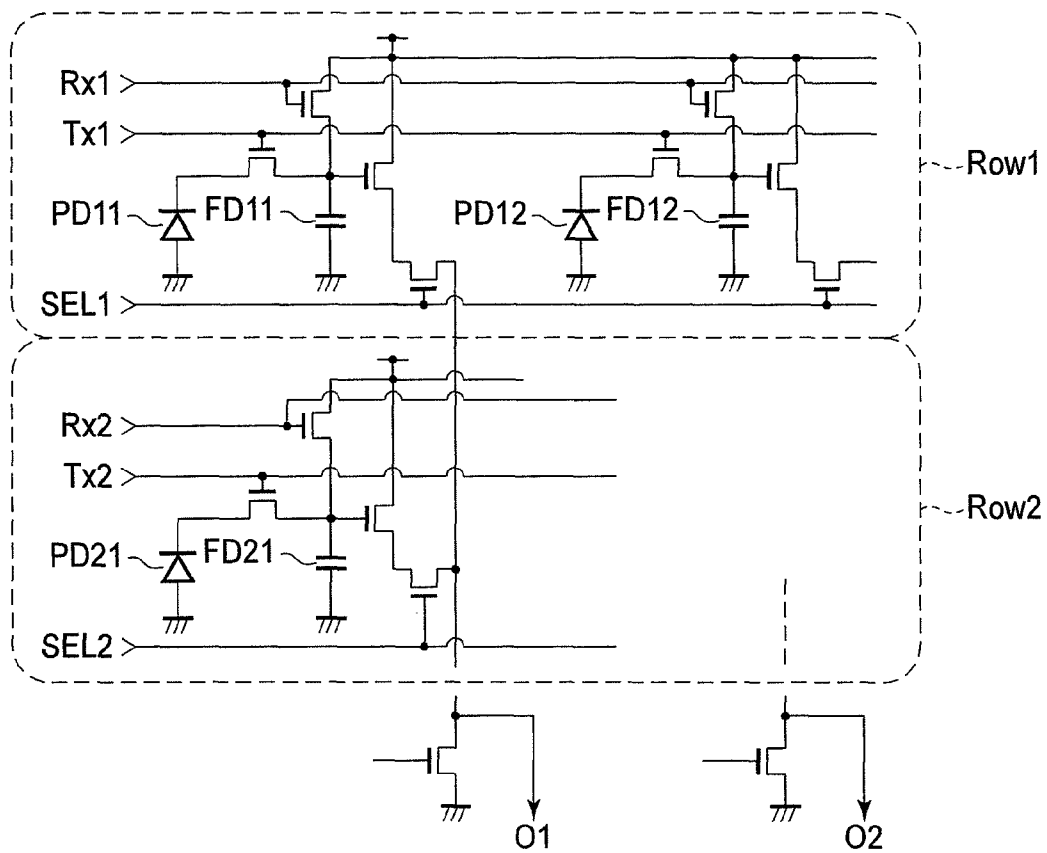 Rx1
Tx1
Row1
PD11
FD11
PD12
FD12
SEL1
Rx2
Tx2
Row2
PD21
FD21
SEL2
O1
O2